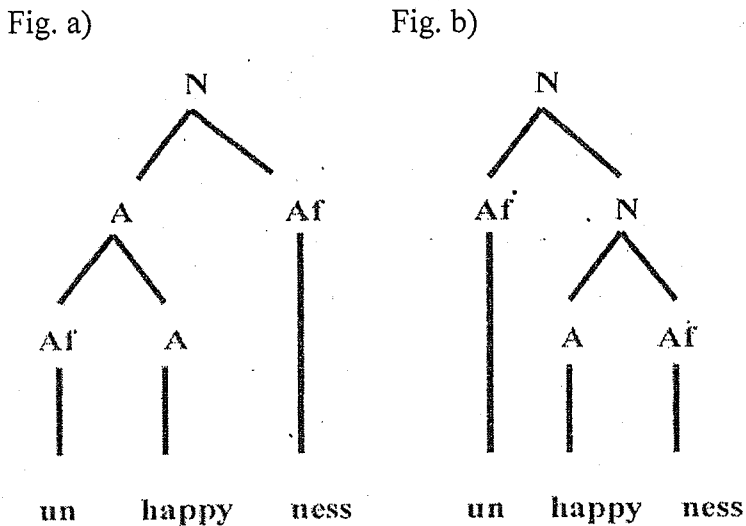 Fig. a) Fig. b)
N N
A Af Af N
Af A A Af
un happy ness un happy ness